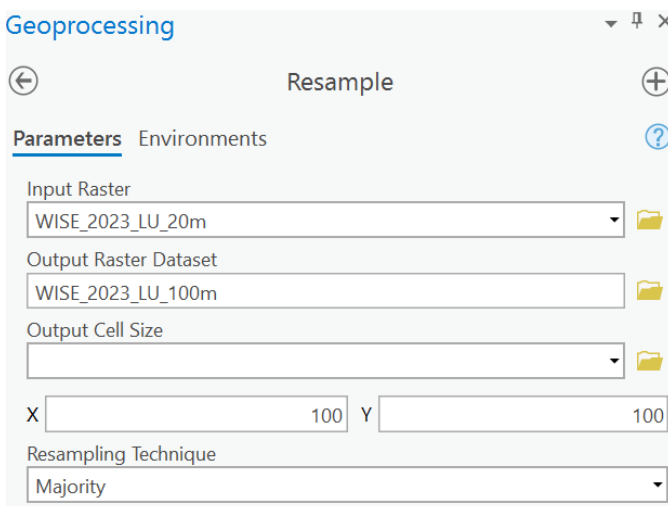 Geoprocessing
Resample
Parameters Environments
Input Raster
WISE_2023_LU_20m
Output Raster Dataset
WISE_2023_LU_100m
Output Cell Size
X 100 Y 100
Resampling Technique
Majority